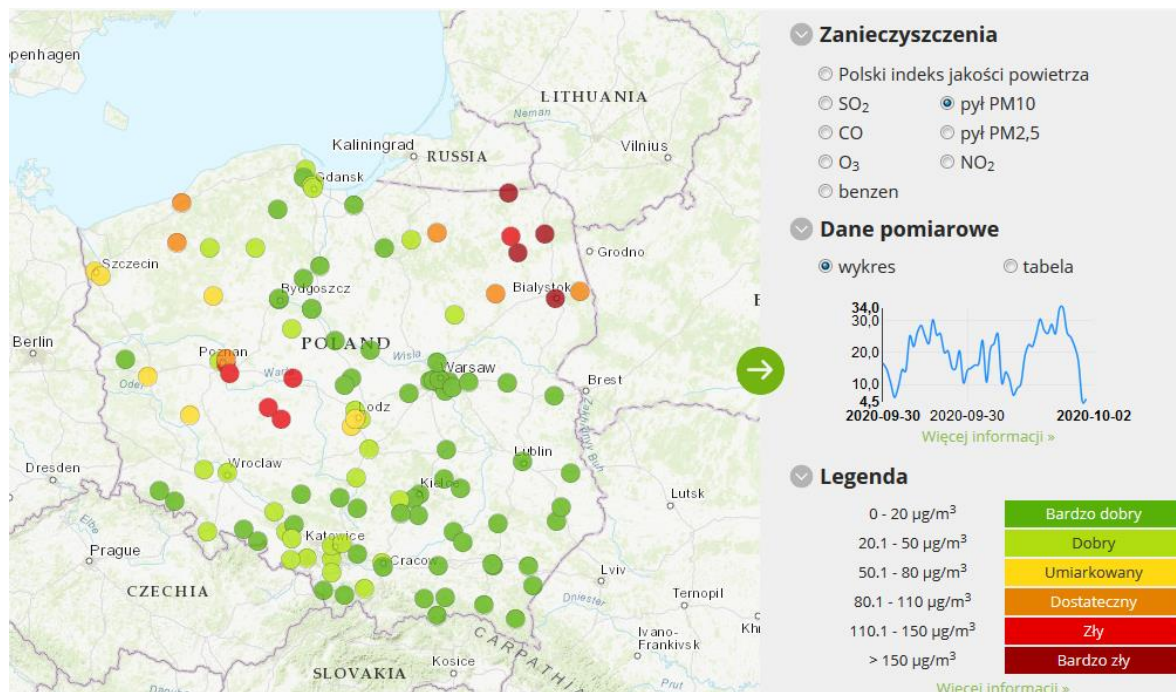 Zanieczyszczenia
Polski indeks jakości powietrza
SO2
pył PM10
CO
pył PM2,5
O3
NO2
benzen
Dane pomiarowe
wykres
tabela
34,0
30,0
20,0
10,0
4,5
2020-09-30
2020-09-30
2020-10-02
Więcej informacji »
Legenda
0 - 20 µg/m3
Bardzo dobry
20.1 - 50 µg/m3
Dobry
50.1 - 80 µg/m3
Umiarkowany
80.1 - 110 µg/m3
Dostateczny
110.1 - 150 µg/m3
Zły
> 150 µg/m3
Bardzo zły
Więcej informacji »
LITHUANIA
Neman
Kaliningrad
RUSSIA
Vilnius
Gdansk
Szczecin
Grodno
Bydgoszcz
Bialystok
Berlin
POLAND
Poznan
Wisla
Warsaw
Oder
Brest
Lodz
Zakhidnyy Buh
Dresden
Wroclaw
Lublin
Kielce
Lutsk
Elbe
Prague
Katowice
Cracow
Lviv
CZECHIA
Ternopil
Dniester
CARPATHI
Ivano-
Frankivsk
SLOVAKIA
Kosice
Prut